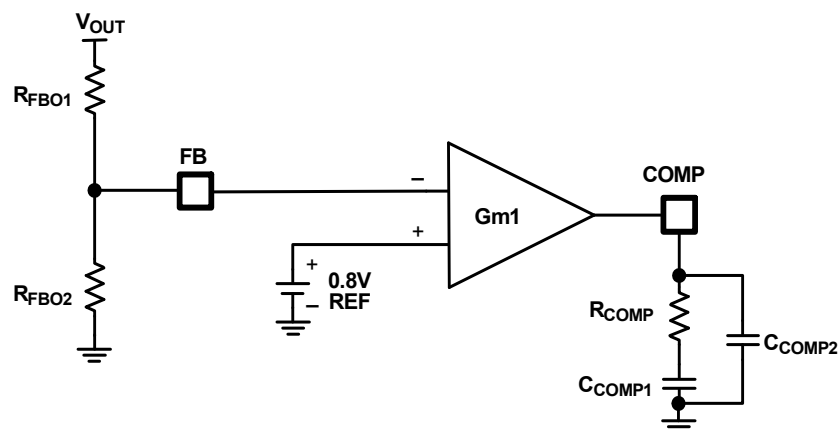 VOUT
RFBO1
FB
COMP
−
Gm1
+
+
0.8V
−
REF
RFBO2
RCOMP
CCOMP2
CCOMP1